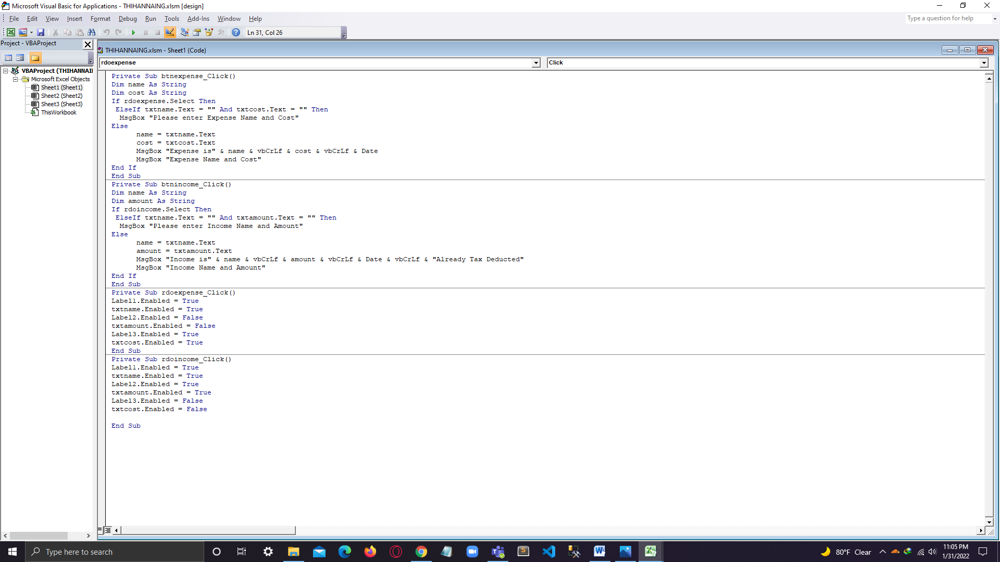 Microsoft Visual Basic for Applications - THIHANNAING.xlsm [design]
File Edit View Insert Format Debug Run Tools Add-Ins Window Help
Type a question for help
Ln 31, Col 26
Project - VBAProject
THIHANNAING.xlsm - Sheet1 (Code)
rdoexpense
Click
VBAProject (THIHANNAI
Microsoft Excel Objects
Sheet1 (Sheet1)
Sheet2 (Sheet2)
Sheet3 (Sheet3)
ThisWorkbook
Private Sub btnexpense_Click()
Dim name As String
Dim cost As String
If rdoexpense.Select Then
ElseIf txtname.Text = "" And txtcost.Text = "" Then
MsgBox "Please enter Expense Name and Cost"
Else
name = txtname.Text
cost = txtcost.Text
MsgBox "Expense is" & name & vbCrLf & cost & vbCrLf & Date
MsgBox "Expense Name and Cost"
End If
End Sub
Private Sub btnincome_Click()
Dim name As String
Dim amount As String
If rdoincome.Select Then
ElseIf txtname.Text = "" And txtamount.Text = "" Then
MsgBox "Please enter Income Name and Amount"
Else
name = txtname.Text
amount = txtamount.Text
MsgBox "Income is" & name & vbCrLf & amount & vbCrLf & Date & vbCrLf & "Already Tax Deducted"
MsgBox "Income Name and Amount"
End If
End Sub
Private Sub rdoexpense_Click()
Label1.Enabled = True
txtname.Enabled = True
Label2.Enabled = False
txtamount.Enabled = False
Label3.Enabled = True
txtcost.Enabled = True
End Sub
Private Sub rdoincome_Click()
Label1.Enabled = True
txtname.Enabled = True
Label2.Enabled = True
txtamount.Enabled = True
Label3.Enabled = False
txtcost.Enabled = False
End Sub
Type here to search
80°F Clear
11:05 PM
1/31/2022